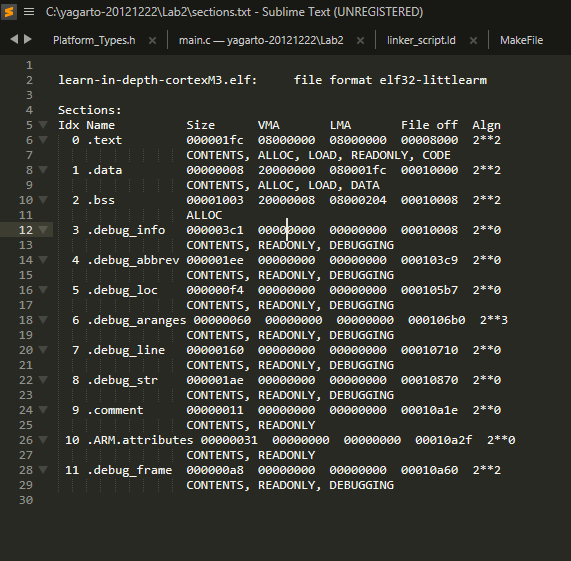 C:\yagarto-20121222\Lab2\sections.txt - Sublime Text (UNREGISTERED)
Platform_Types.h × main.c — yagarto-20121222\Lab2 × linker_script.ld × MakeFile
1
2 learn-in-depth-cortexM3.elf:     file format elf32-littlearm
3
4 Sections:
5 Idx Name          Size      VMA       LMA       File off  Algn
6   0 .text         000001fc  08000000  08000000  00008000  2**2
7                   CONTENTS, ALLOC, LOAD, READONLY, CODE
8   1 .data         00000008  20000000  080001fc  00010000  2**2
9                   CONTENTS, ALLOC, LOAD, DATA
10   2 .bss          00001003  20000008  08000204  00010008  2**2
11                   ALLOC
12   3 .debug_info   000003c1  00000000  00000000  00010008  2**0
13                   CONTENTS, READONLY, DEBUGGING
14   4 .debug_abbrev 000001ee  00000000  00000000  000103c9  2**0
15                   CONTENTS, READONLY, DEBUGGING
16   5 .debug_loc    000000f4  00000000  00000000  000105b7  2**0
17                   CONTENTS, READONLY, DEBUGGING
18   6 .debug_aranges 00000060  00000000  00000000  000106b0  2**3
19                   CONTENTS, READONLY, DEBUGGING
20   7 .debug_line   00000160  00000000  00000000  00010710  2**0
21                   CONTENTS, READONLY, DEBUGGING
22   8 .debug_str    000001ae  00000000  00000000  00010870  2**0
23                   CONTENTS, READONLY, DEBUGGING
24   9 .comment      00000011  00000000  00000000  00010a1e  2**0
25                   CONTENTS, READONLY
26  10 .ARM.attributes 00000031  00000000  00000000  00010a2f  2**0
27                   CONTENTS, READONLY
28  11 .debug_frame  000000a8  00000000  00000000  00010a60  2**2
29                   CONTENTS, READONLY, DEBUGGING
30